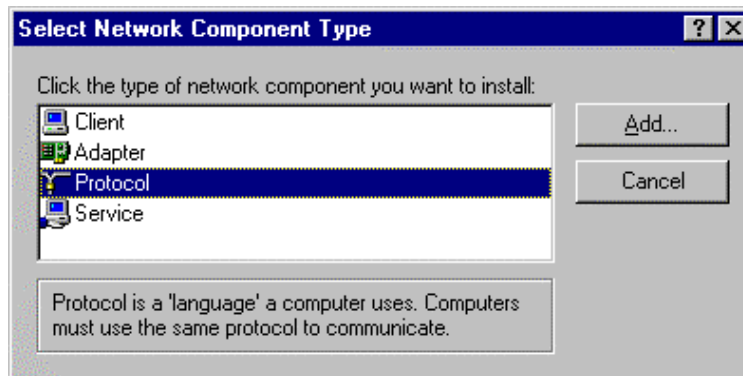 Select Network Component Type
Click the type of network component you want to install:
Client
Add...
Adapter
Protocol
Cancel
Service
Protocol is a 'language' a computer uses. Computers
must use the same protocol to communicate.